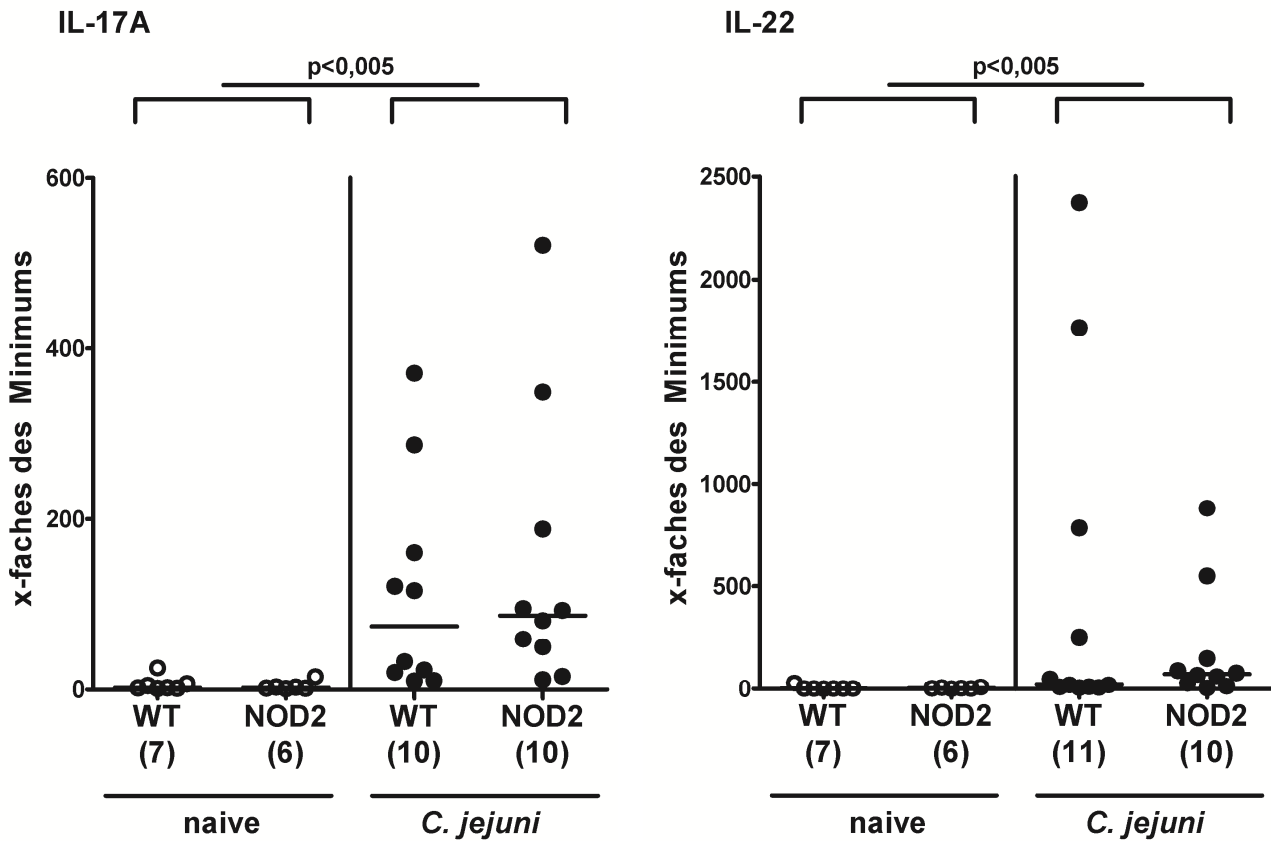 IL-17A
p<0,005
x-faches des Minimums
600
400
200
0
WT NOD2 WT NOD2
(7) (6) (10) (10)
naive C. jejuni
IL-22
p<0,005
x-faches des Minimums
2500
2000
1500
1000
500
0
WT NOD2 WT NOD2
(7) (6) (11) (10)
naive C. jejuni